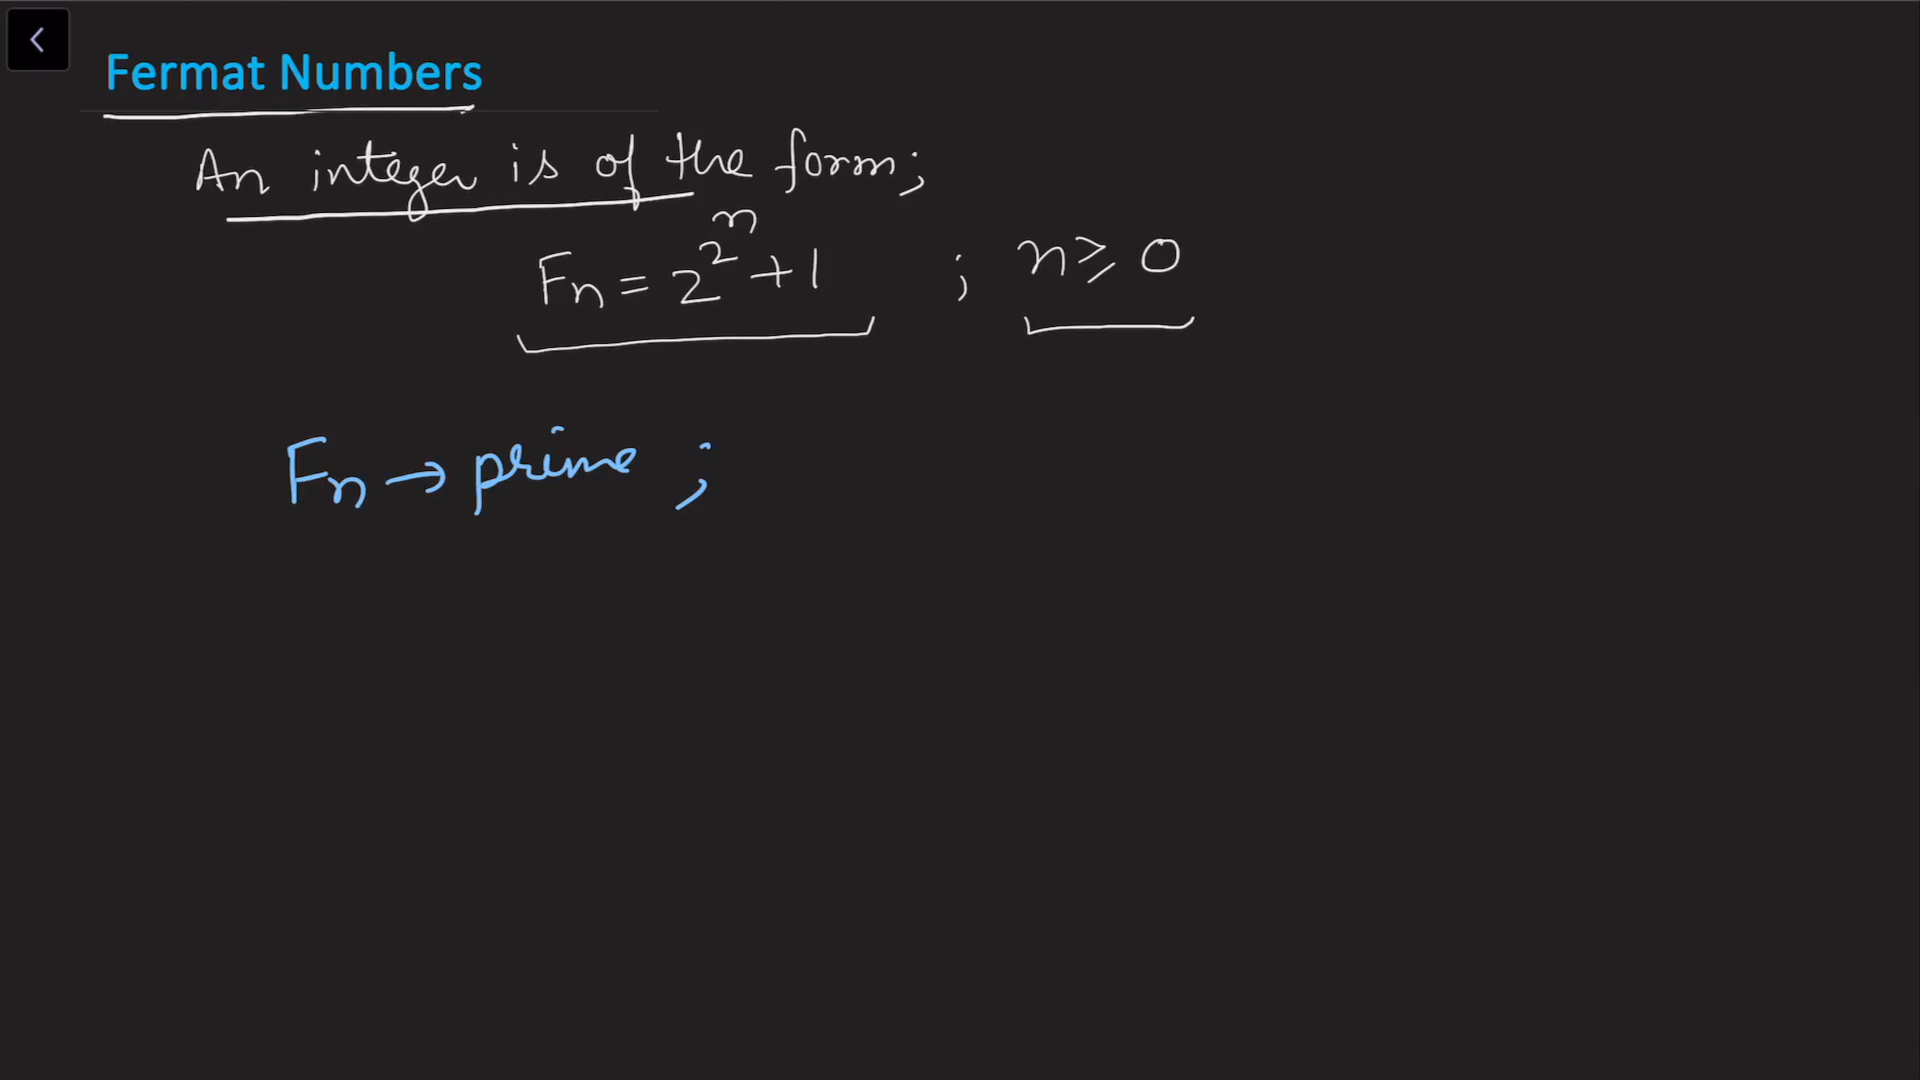 Fermat Numbers
An integer is of the form;
Fn = 2^2^n + 1 ; n ≥ 0
Fn → prime ;